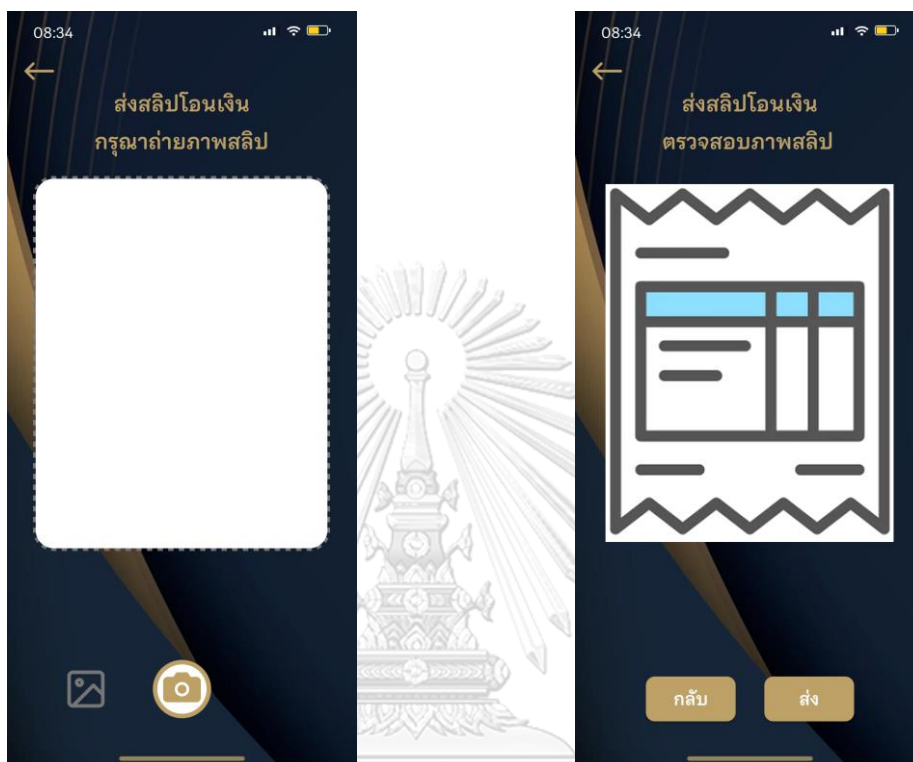 08:34
ส่งสลิปโอนเงิน
กรุณาถ่ายภาพสลิป
08:34
ส่งสลิปโอนเงิน
ตรวจสอบภาพสลิป
กลับ
ส่ง